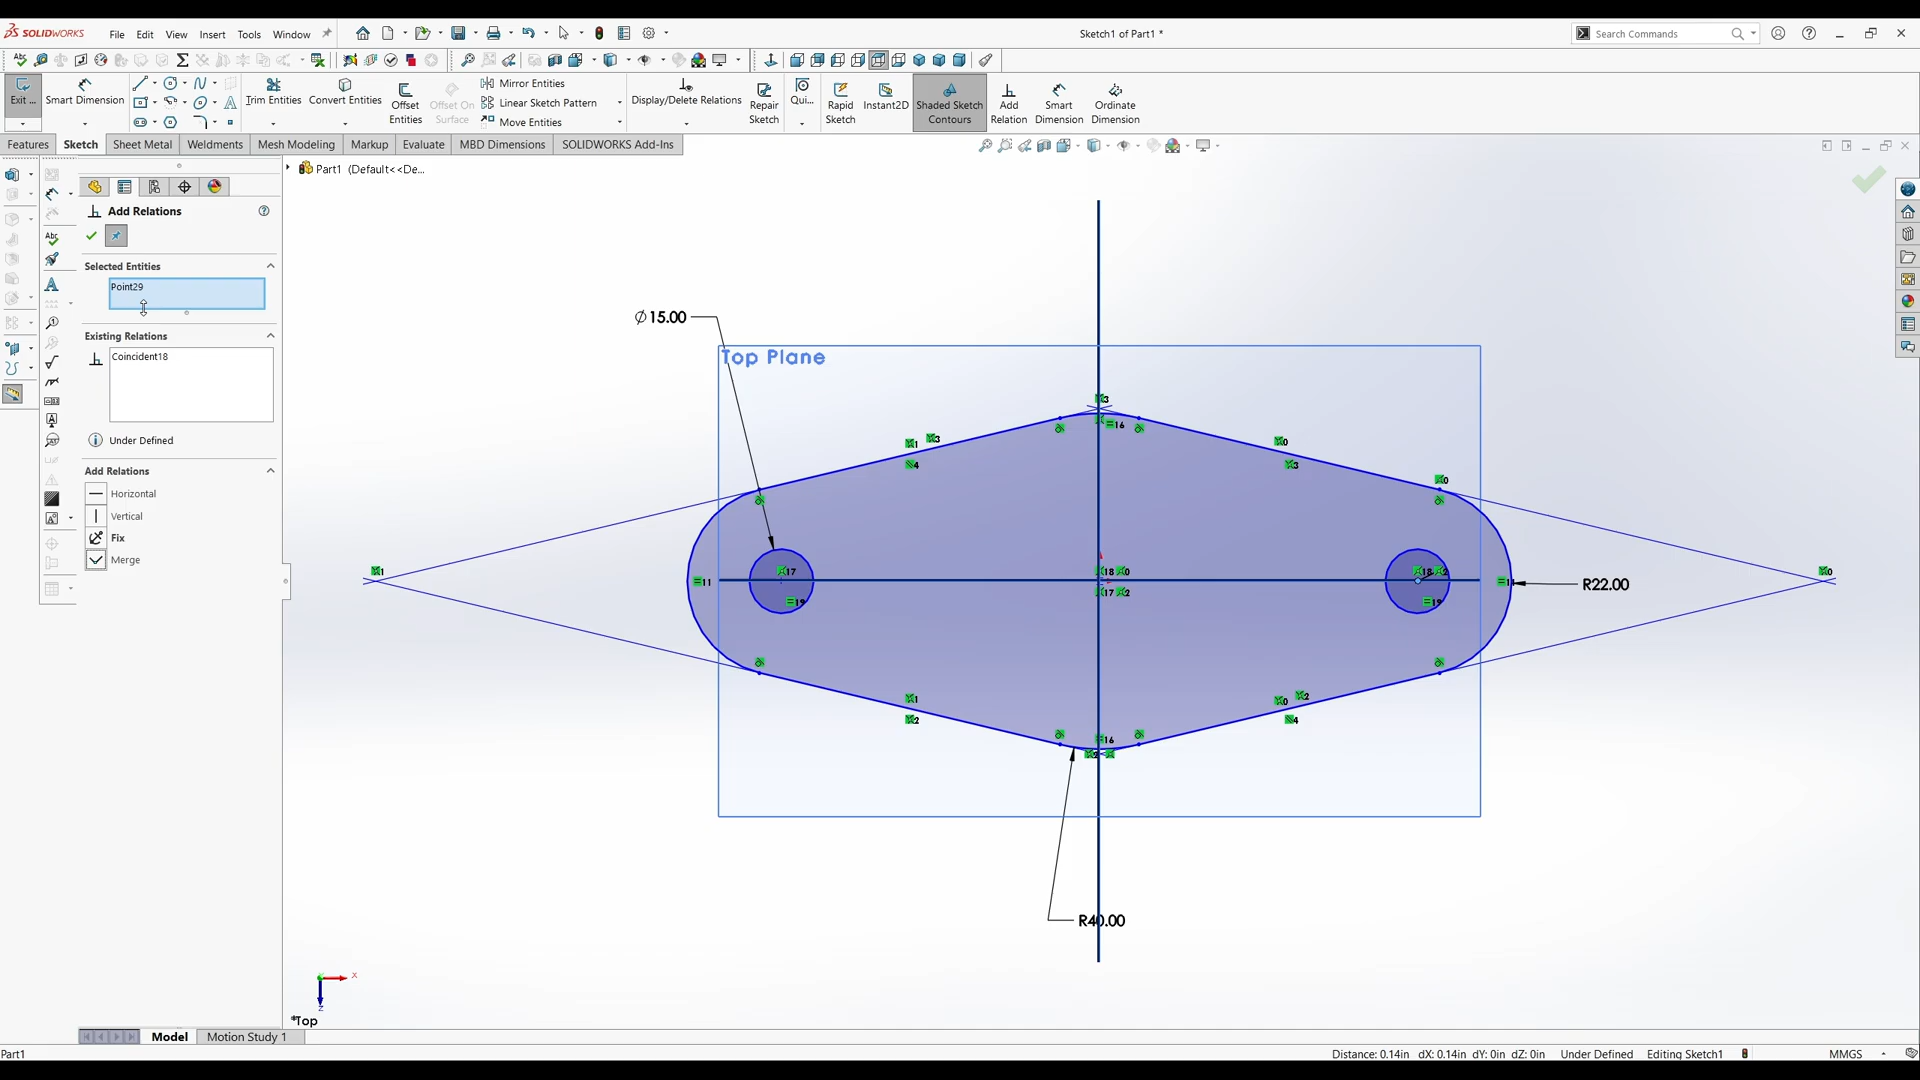 SOLIDWORKS File Edit View Insert Tools Window Sketch1 of Part1 * Search Commands
Exit ... Smart Dimension Trim Entities Convert Entities Offset Entities Offset On Surface Mirror Entities Linear Sketch Pattern Move Entities Display/Delete Relations Repair Sketch Qui... Rapid Sketch Instant2D Shaded Sketch Contours Add Relation Smart Dimension Ordinate Dimension
Features Sketch Sheet Metal Weldments Mesh Modeling Markup Evaluate MBD Dimensions SOLIDWORKS Add-Ins
Part1 (Default<<De...
Add Relations
Selected Entities
Point29
Existing Relations
Coincident18
Under Defined
Add Relations
Horizontal
Vertical
Fix
Merge
15.00
Top Plane
R22.00
R40.00
*Top
Model Motion Study 1
Part1 Distance: 0.14in dX: 0.14in dY: 0in dZ: 0in Under Defined Editing Sketch1 MMGS